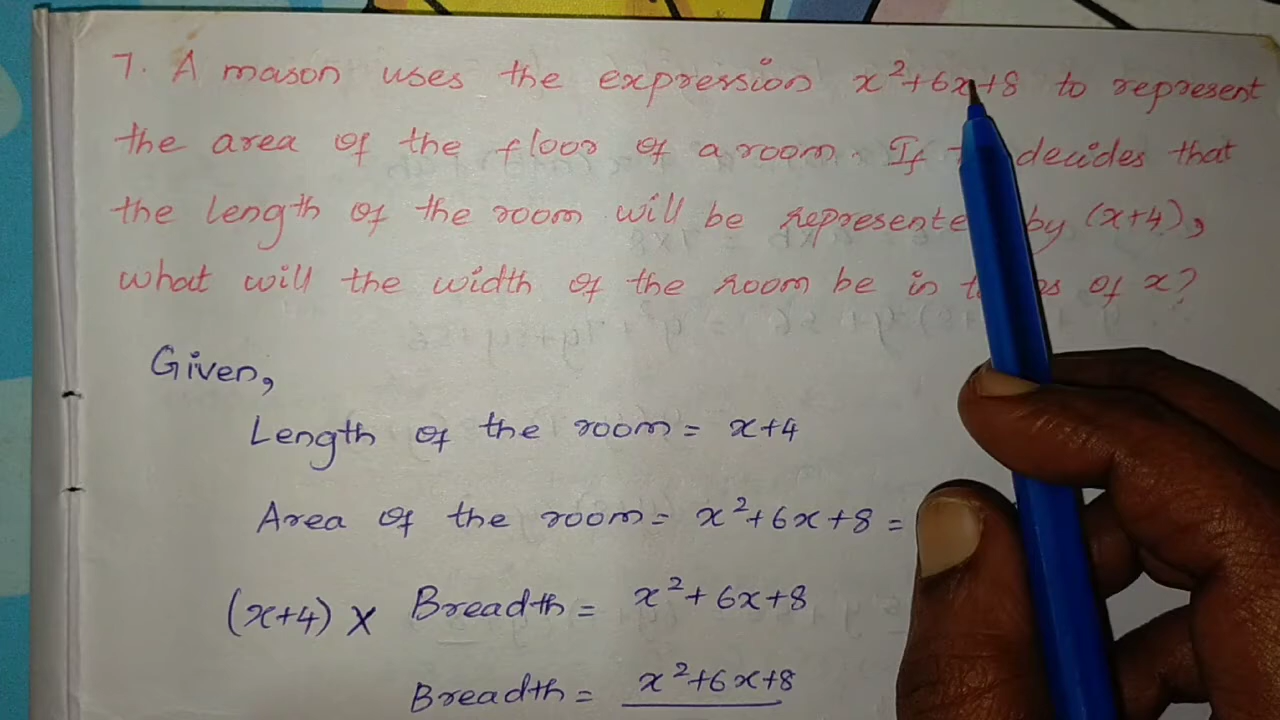 7. A mason uses the expression x²+6x+8 to represent
the area of the floor of a room. If decides that
the length of the room will be represented by (x+4),
what will the width of the room be in of x?
Given,
Length of the room = x+4
Area of the room = x²+6x+8 =
(x+4) × Breadth = x²+6x+8
Breadth = x²+6x+8